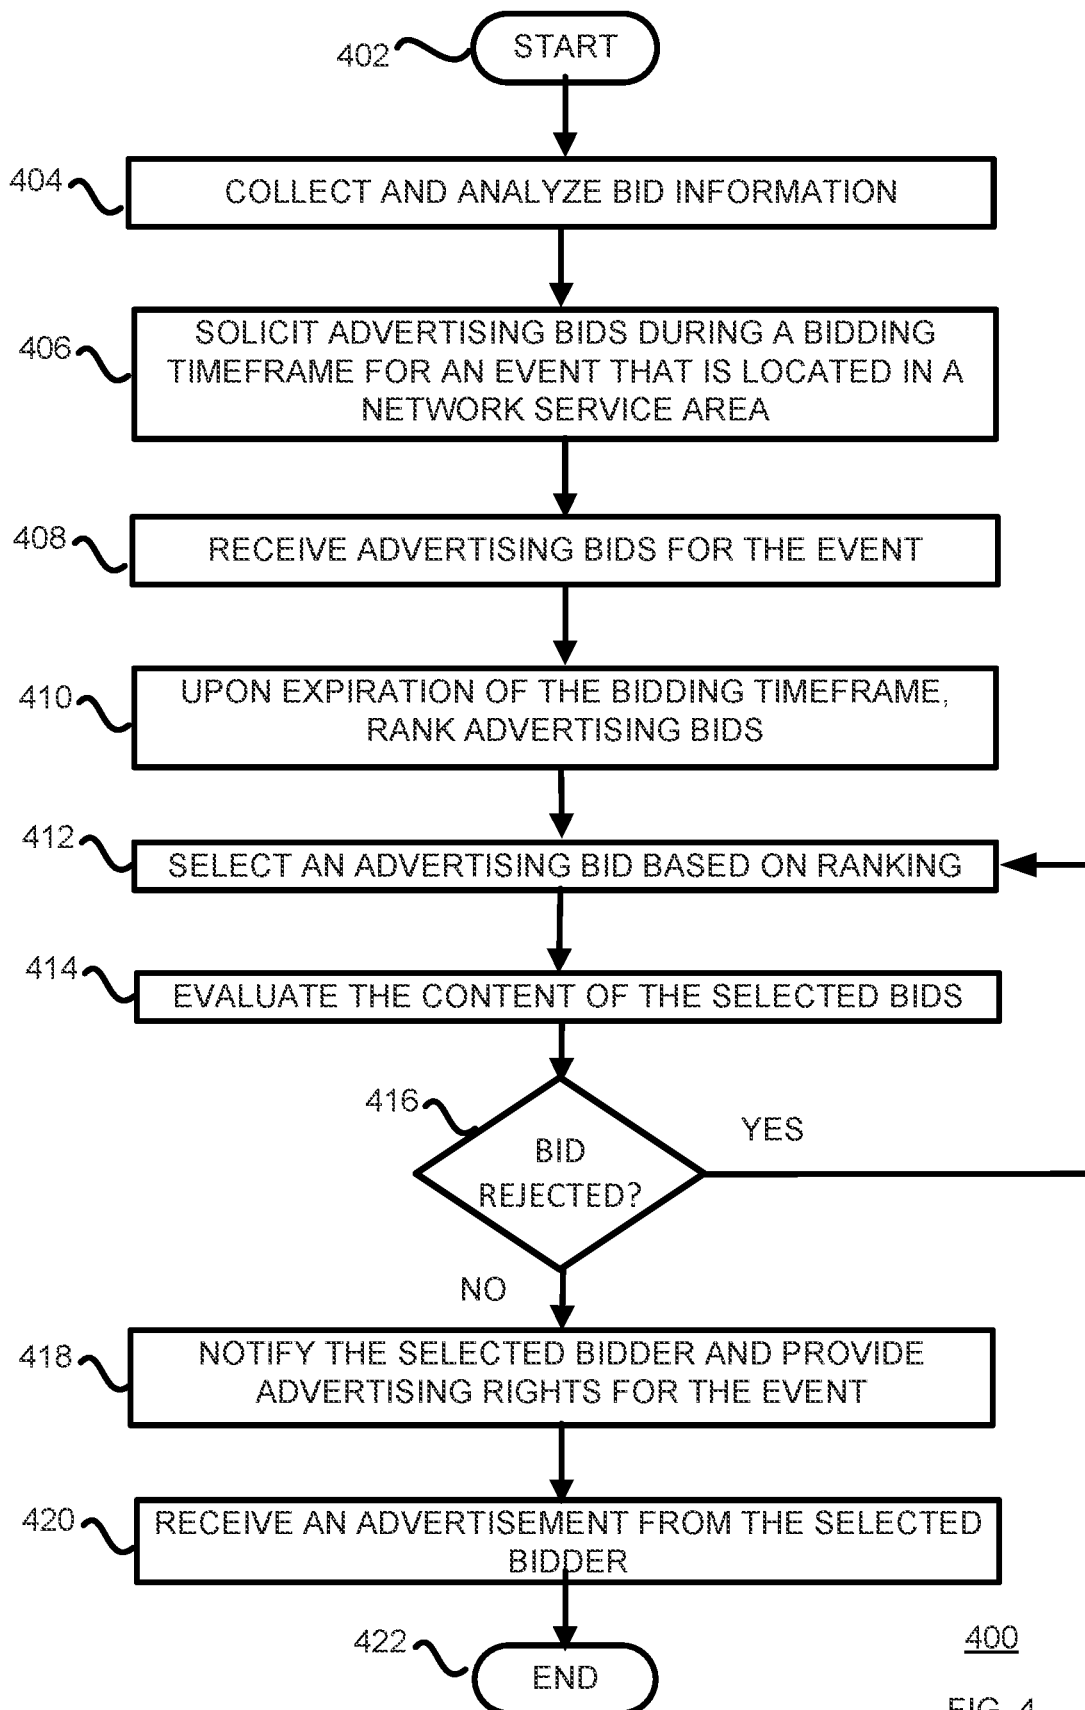 START
402
404
COLLECT AND ANALYZE BID INFORMATION
SOLICIT ADVERTISING BIDS DURING A BIDDING
406
TIMEFRAME FOR AN EVENT THAT IS LOCATED IN A
NETWORK SERVICE AREA
408
RECEIVE ADVERTISING BIDS FOR THE EVENT
410
UPON EXPIRATION OF THE BIDDING TIMEFRAME,
RANK ADVERTISING BIDS
412
SELECT AN ADVERTISING BID BASED ON RANKING
414
EVALUATE THE CONTENT OF THE SELECTED BIDS
416
YES
BID
REJECTED?
NO
418
NOTIFY THE SELECTED BIDDER AND PROVIDE
ADVERTISING RIGHTS FOR THE EVENT
420
RECEIVE AN ADVERTISEMENT FROM THE SELECTED
BIDDER
422
END
400
FIG. 4